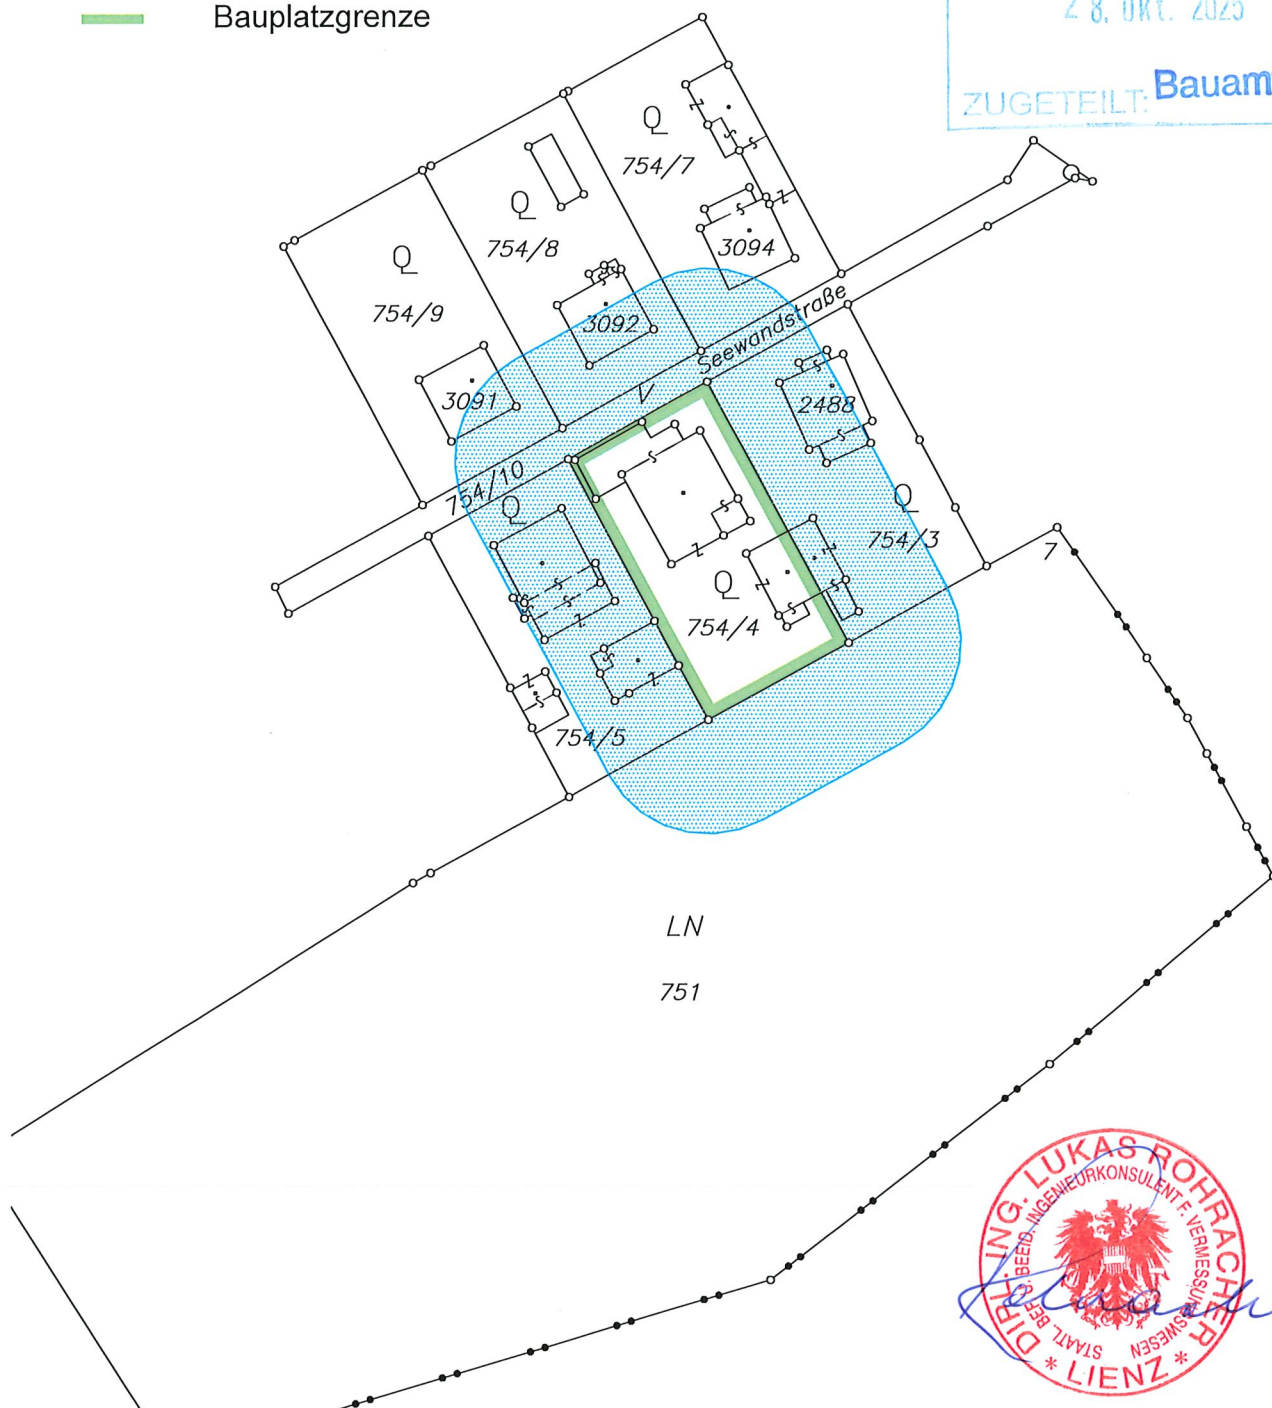 Bauplatzgrenze
28. Okt. 2025
ZUGETEILT: Bauam
754/7
754/8
3094
754/9
3092
Seewandstraße
3091
2488
754/10
754/3
7
754/4
754/5
LN
751
DIPL. ING. LUKAS ROHRACHER
STAATL. BEF. U. BEEID. INGENIEURKONSULENT F. VERMESSUNGSWESEN
* LIENZ *